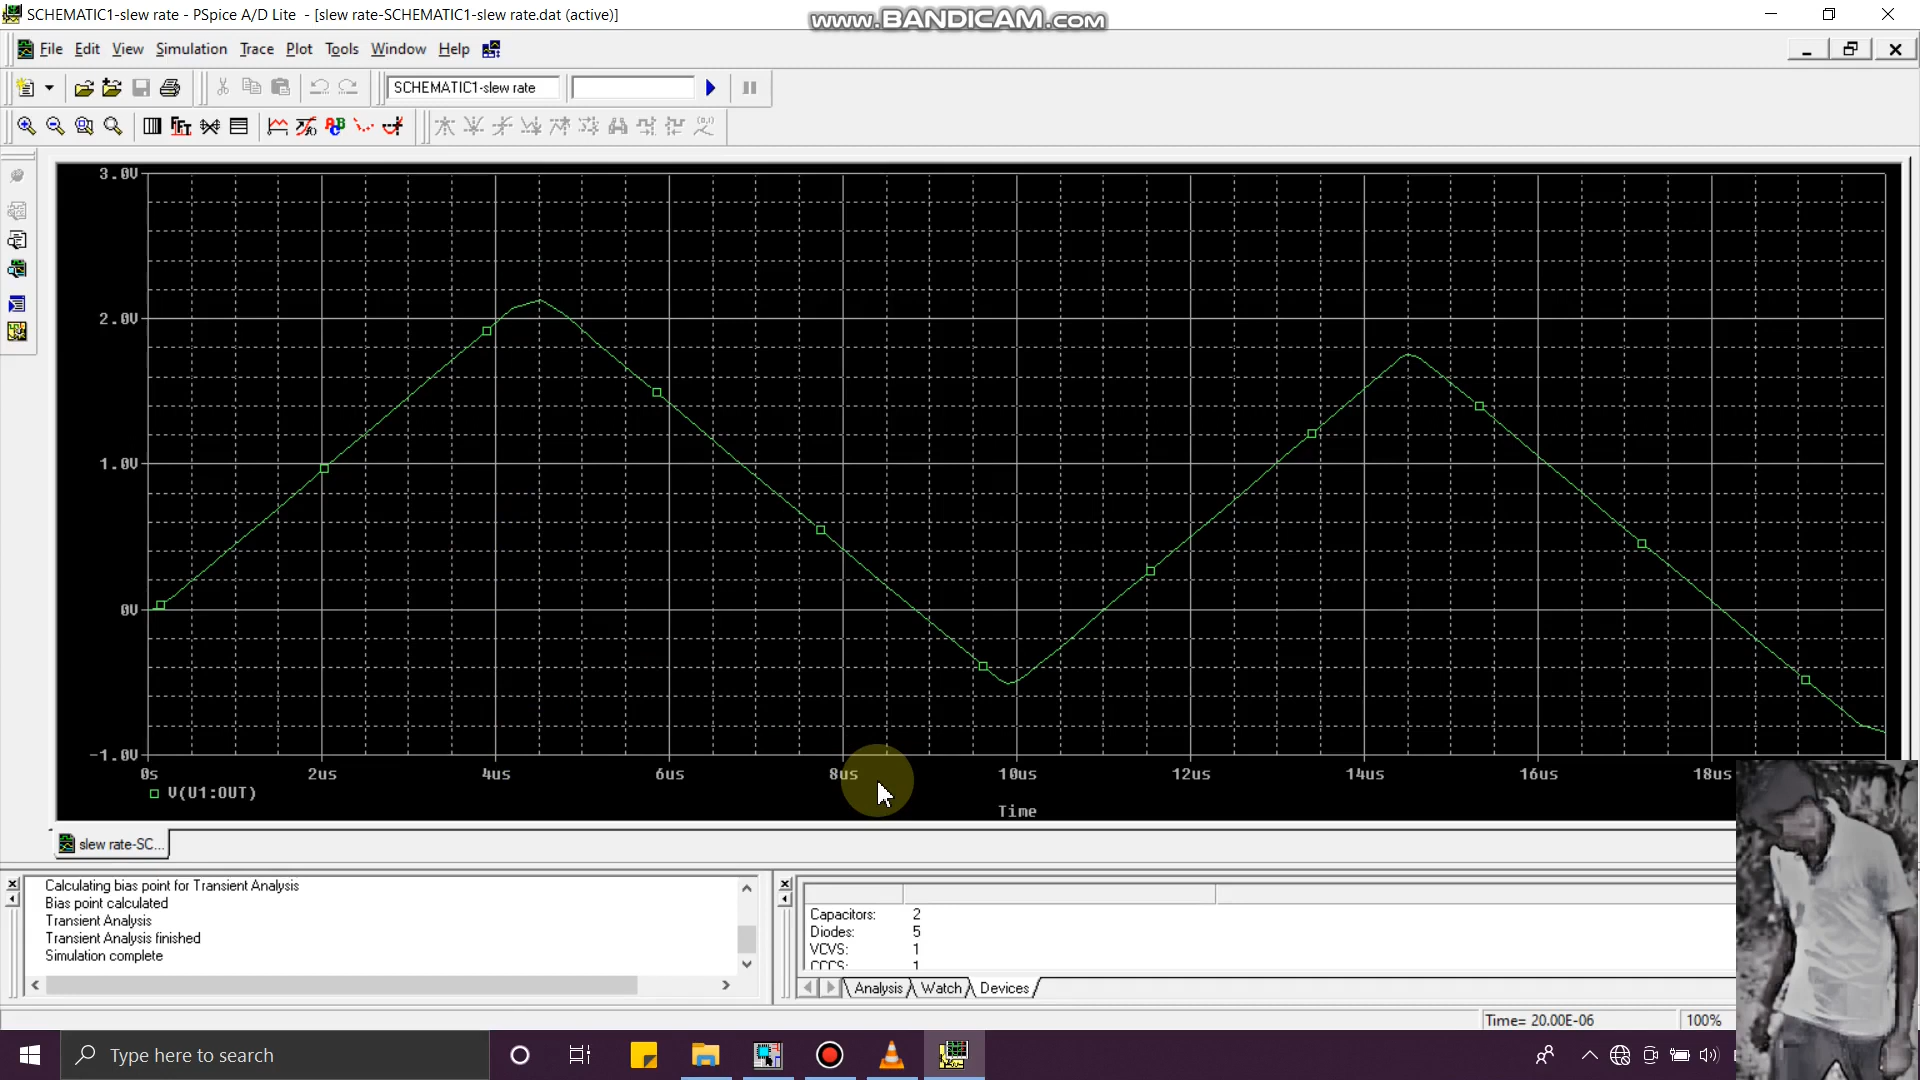 SCHEMATIC1-slew rate - PSpice A/D Lite - [slew rate-SCHEMATIC1-slew rate.dat (active)]
www.BANDICAM.com
File Edit View Simulation Trace Plot Tools Window Help
SCHEMATIC1-slew rate
3.0V
2.0V
1.0V
0V
-1.0V
0s 2us 4us 6us 8us 10us 12us 14us 16us 18us
V(U1:OUT)
Time
slew rate-SC...
Calculating bias point for Transient Analysis
Bias point calculated
Transient Analysis
Transient Analysis finished
Simulation complete
Capacitors: 2
Diodes: 5
VCVS: 1
CCCS: 1
Analysis Watch Devices
Time= 20.00E-06 100%
Type here to search